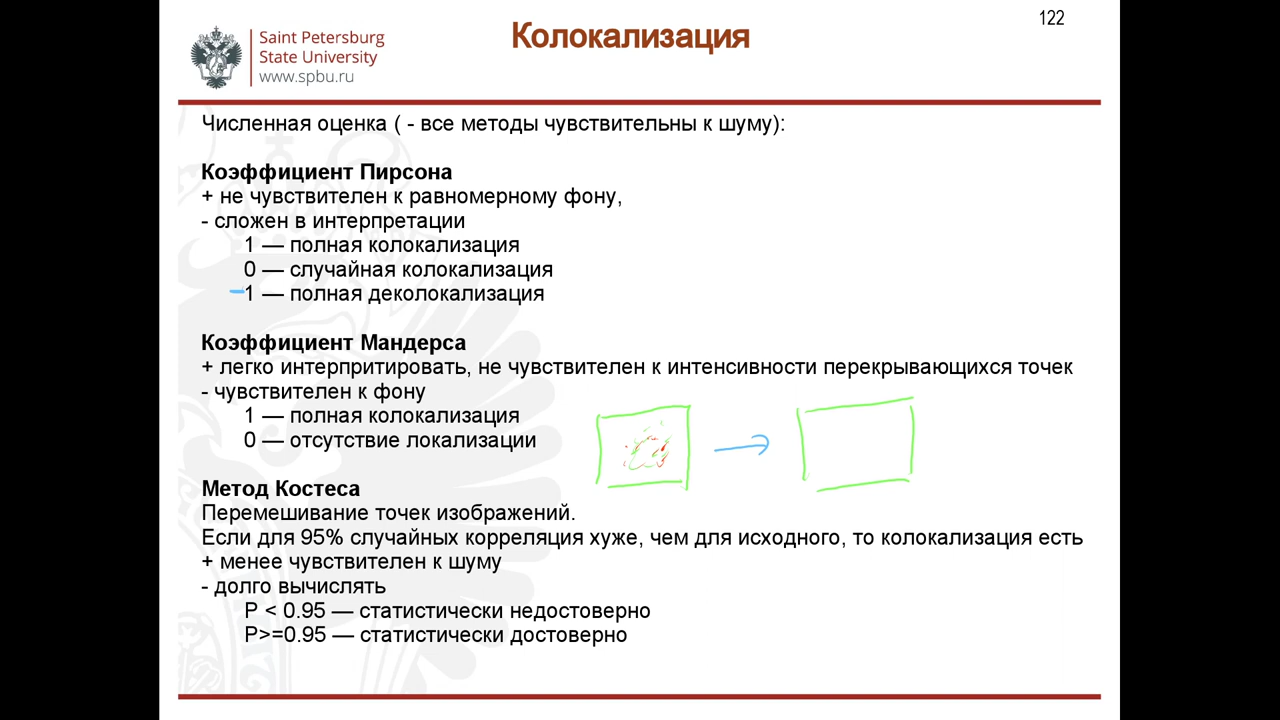 122
Saint Petersburg
State University
www.spbu.ru
Колокализация
Численная оценка ( - все методы чувствительны к шуму):
Коэффициент Пирсона
+ не чувствителен к равномерному фону,
- сложен в интерпретации
1 — полная колокализация
0 — случайная колокализация
-1 — полная деколокализация
Коэффициент Мандерса
+ легко интерпритировать, не чувствителен к интенсивности перекрывающихся точек
- чувствителен к фону
1 — полная колокализация
0 — отсутствие локализации
Метод Костеса
Перемешивание точек изображений.
Если для 95% случайных корреляция хуже, чем для исходного, то колокализация есть
+ менее чувствителен к шуму
- долго вычислять
P < 0.95 — статистически недостоверно
P>=0.95 — статистически достоверно